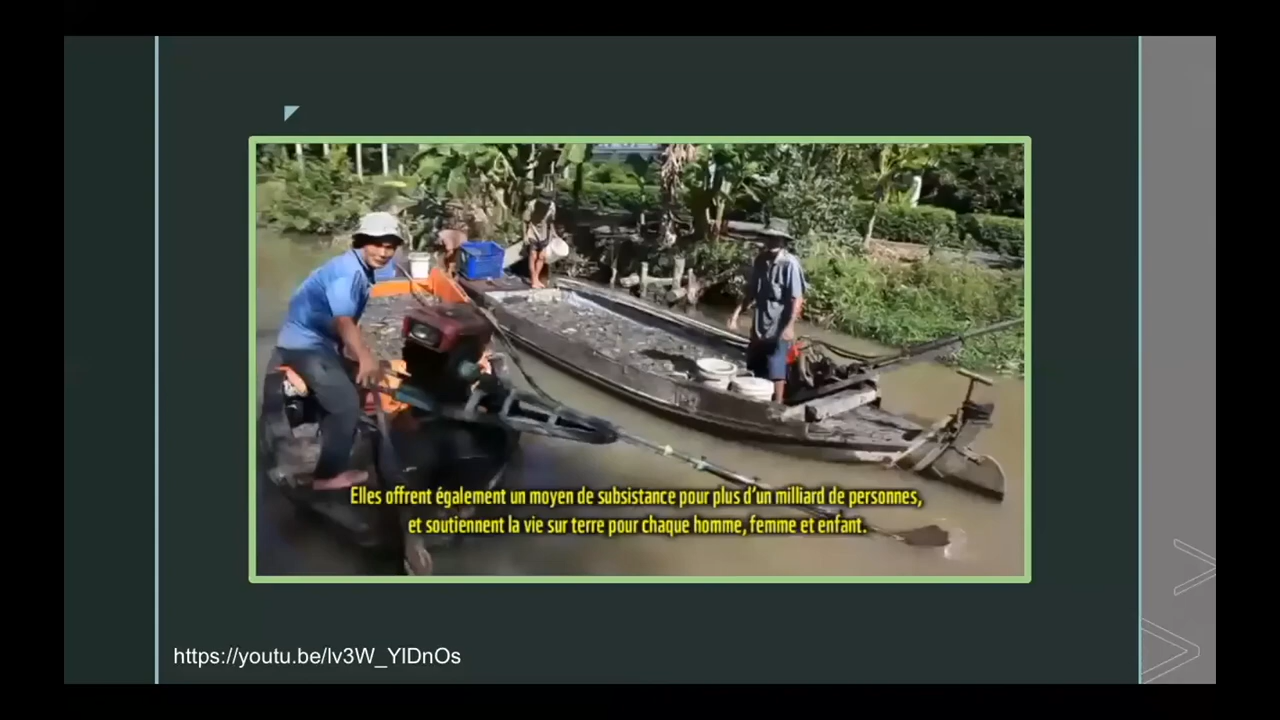 Elles offrent également un moyen de subsistance pour plus d'un milliard de personnes,
et soutiennent la vie sur terre pour chaque homme, femme et enfant.
https://youtu.be/lv3W_YlDnOs